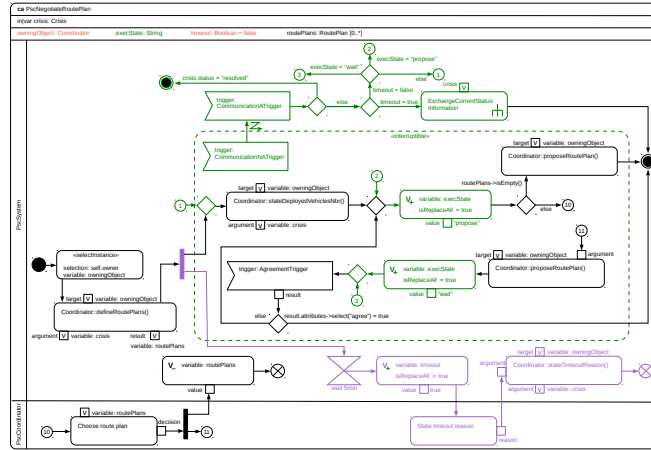 ca PscNegotiateRoutePlan
in|var crisis: Crisis
owningObject: Coordinator execState: String timeout: Boolean = false routePlans: RoutePlan [0..*]
PscSystem
2
execState = "propose"
execState = "wait"
3
1
else
crisis.status = "resolved"
timeout = false
crisis
V
trigger:
CommunicationATrigger
else
timeout = true
ExchangeCurrentStatus
Information
«interruptible»
trigger:
CommunicationNATrigger
target V variable: owningObject
Coordinator::proposeRoutePlan()
2
routePlans->isEmpty()
target V variable: owningObject
Coordinator::stateDeployedVehiclesNbr()
argument V variable: crisis
1
V+ variable: execState
isReplaceAll = true
value "propose"
else
10
11
argument
«selectInstance»
selection: self.owner
variable: owningObject
target V variable: owningObject
Coordinator::proposeRoutePlan()
trigger: AgreementTrigger
result
V+ variable: execState
isReplaceAll = true
value "wait"
3
target V variable: owningObject
Coordinator::defineRoutePlans()
argument V variable: crisis
result V
variable: routePlans
else
result.attributes->select("agree") = true
V– variable: routePlans
value
wait 5min
V+ variable: timeout
isReplaceAll = true
value true
target V variable: owningObject
argument
Coordinator: stateTimeoutReason()
argument V variable: crisis
PscCoordinator
V variable: routePlans
10
Choose route plan
decision
11
State timeout reason
reason